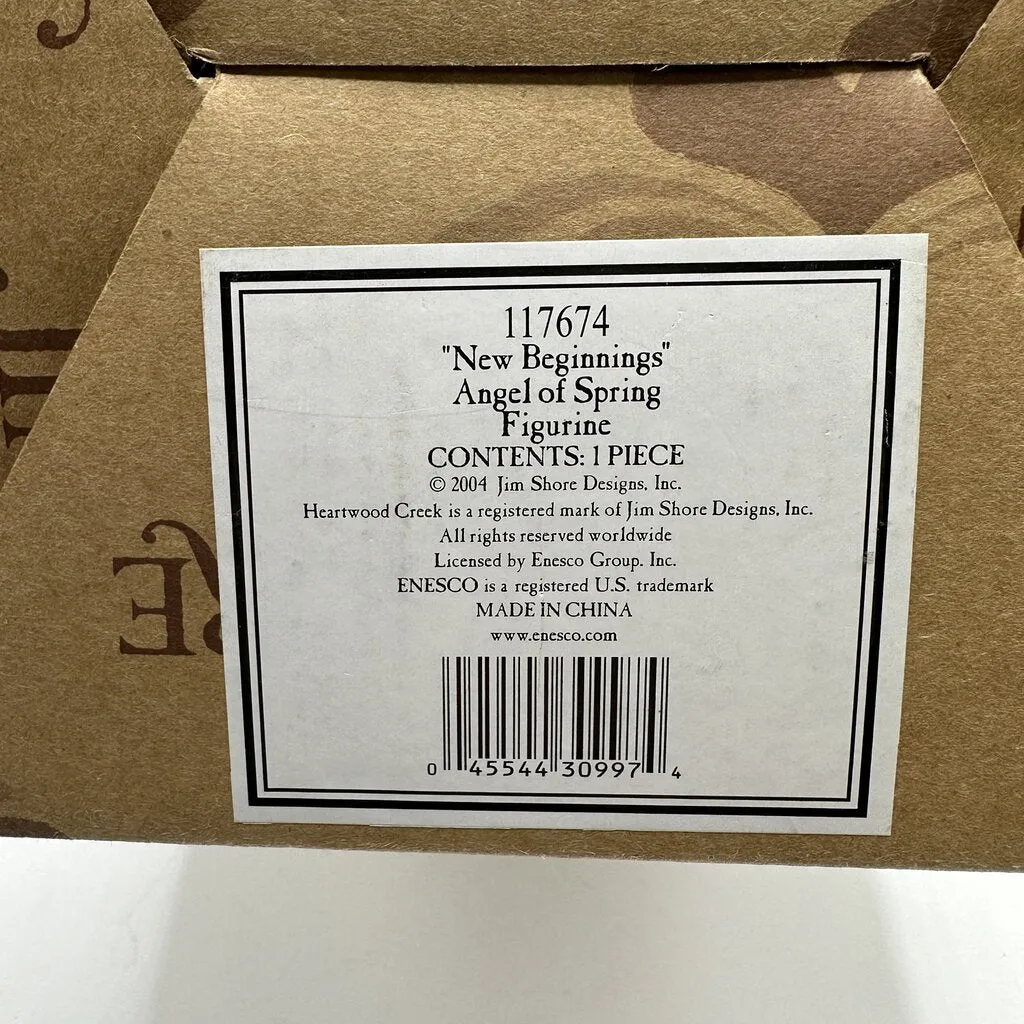 117674
"New Beginnings"
Angel of Spring
Figurine
CONTENTS: 1 PIECE
© 2004 Jim Shore Designs, Inc.
Heartwood Creek is a registered mark of Jim Shore Designs, Inc.
All rights reserved worldwide
Licensed by Enesco Group, Inc.
ENESCO is a registered U.S. trademark
MADE IN CHINA
www.enesco.com
0 45544 30997 4